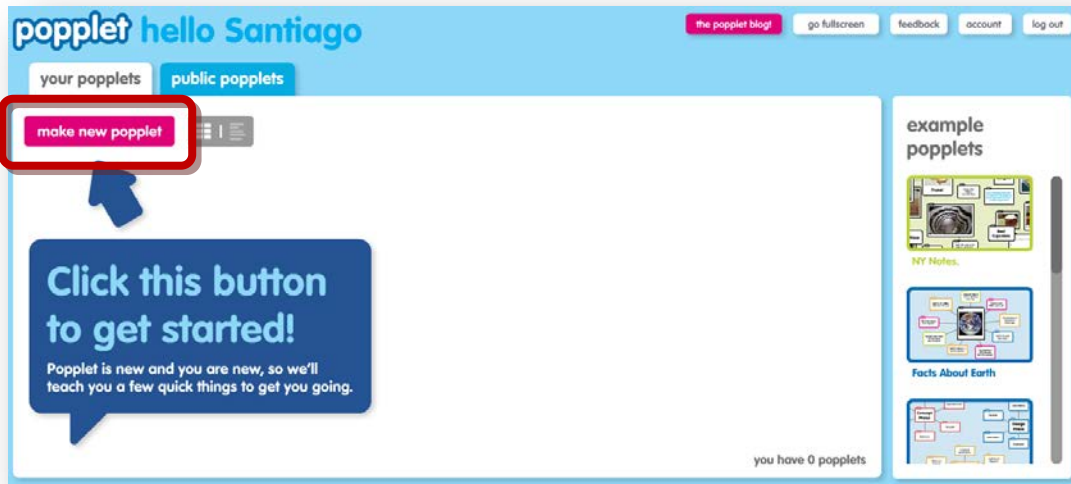 popplet hello Santiago
the popplet blog!
go fullscreen
feedback
account
log out
your popplets
public popplets
make new popplet
Click this button
to get started!
Popplet is new and you are new, so we'll
teach you a few quick things to get you going.
you have 0 popplets
example
popplets
NY Notes.
Facts About Earth